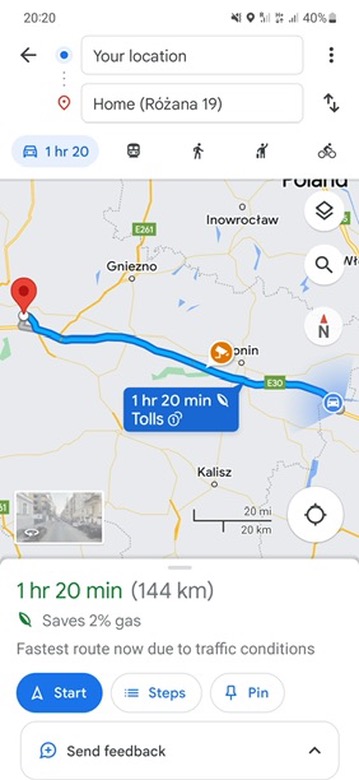 20:20
40%
Your location
Home (Różana 19)
1 hr 20
Poland
Inowrocław
E261
Gniezno
N
onin
E30
1 hr 20 min
Tolls
Kalisz
20 mi
20 km
61
1 hr 20 min (144 km)
Saves 2% gas
Fastest route now due to traffic conditions
Start
Steps
Pin
Send feedback